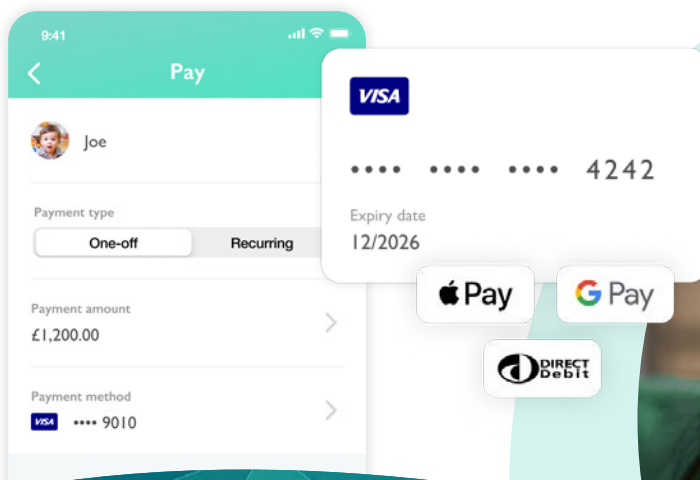 9:41
Pay
Joe
Payment type
One-off Recurring
Payment amount
£1,200.00
Payment method
VISA •••• 9010
VISA
•••• •••• •••• 4242
Expiry date
12/2026
Pay
G Pay
DIRECT
Debit